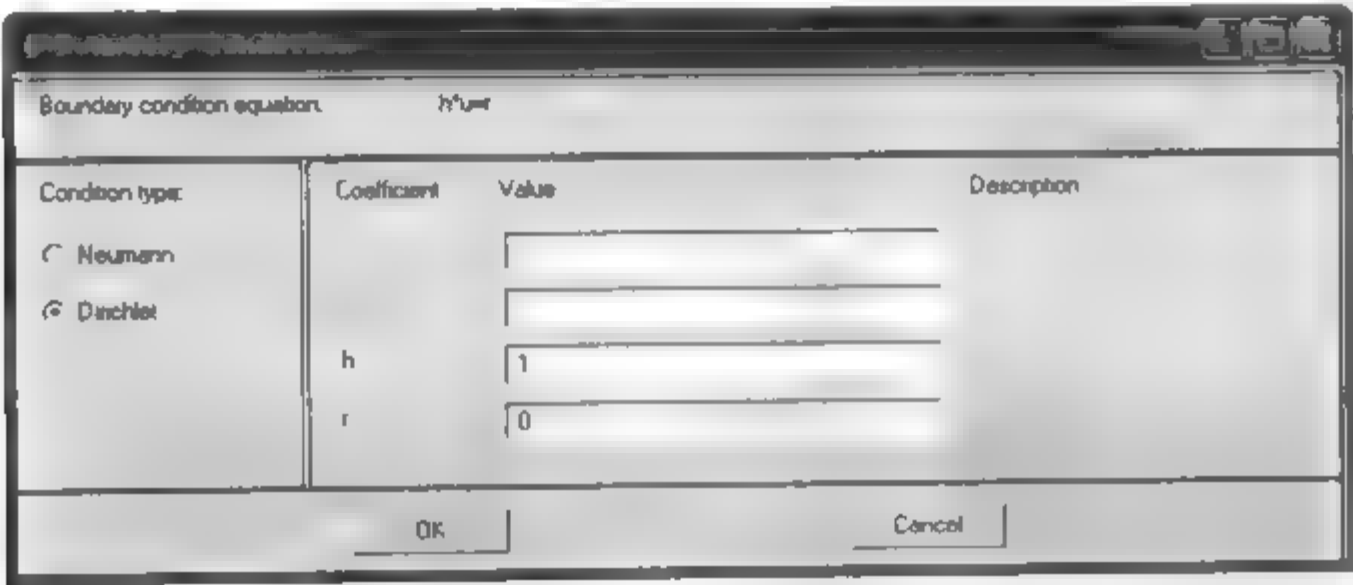 Boundary condition equation: h*u=r
Condition type: Coefficient Value Description
Neumann
Dirichlet
h 1
r 0
OK Cancel